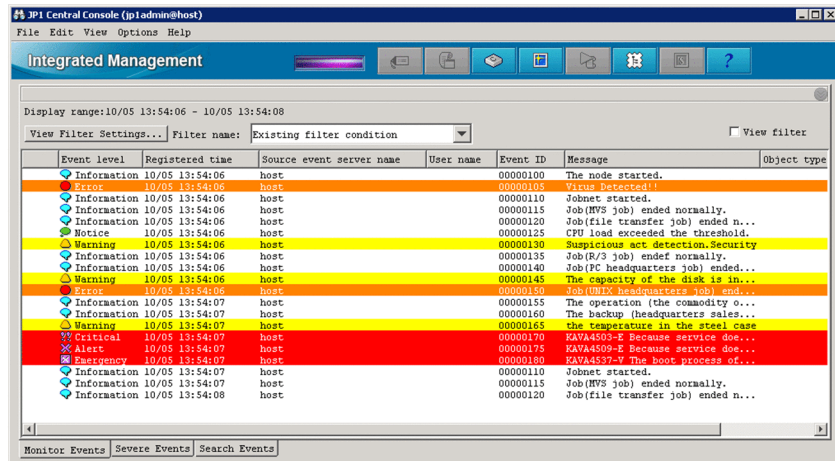 JP1 Central Console (jp1admin@host)
File Edit View Options Help
Integrated Management
Display range:10/05 13:54:06 - 10/05 13:54:08
View Filter Settings... Filter name: Existing filter condition View filter
Event level Registered time Source event server name User name Event ID Message Object type
Information 10/05 13:54:06 host 00000100 The node started.
Error 10/05 13:54:06 host 00000105 Virus Detected!!
Information 10/05 13:54:06 host 00000110 Jobnet started.
Information 10/05 13:54:06 host 00000115 Job(MVS job) ended normally.
Information 10/05 13:54:06 host 00000120 Job(file transfer job) ended n...
Notice 10/05 13:54:06 host 00000125 CPU load exceeded the threshold.
Warning 10/05 13:54:06 host 00000130 Suspicious act detection.Security
Information 10/05 13:54:06 host 00000135 Job(R/3 job) endef normally.
Information 10/05 13:54:06 host 00000140 Job(PC headquarters job) ended...
Warning 10/05 13:54:06 host 00000145 The capacity of the disk is in...
Error 10/05 13:54:06 host 00000150 Job(UNIX headquarters job) end...
Information 10/05 13:54:07 host 00000155 The operation (the commodity o...
Information 10/05 13:54:07 host 00000160 The backup (headquarters sales...
Warning 10/05 13:54:07 host 00000165 the temperature in the steel case
Critical 10/05 13:54:07 host 00000170 KAVA4503-E Because service doe...
Alert 10/05 13:54:07 host 00000175 KAVA4509-E Because service doe...
Emergency 10/05 13:54:07 host 00000180 KAVA4537-V The boot process of...
Information 10/05 13:54:07 host 00000110 Jobnet started.
Information 10/05 13:54:07 host 00000115 Job(MVS job) ended normally.
Information 10/05 13:54:08 host 00000120 Job(file transfer job) ended n...
Monitor Events Severe Events Search Events